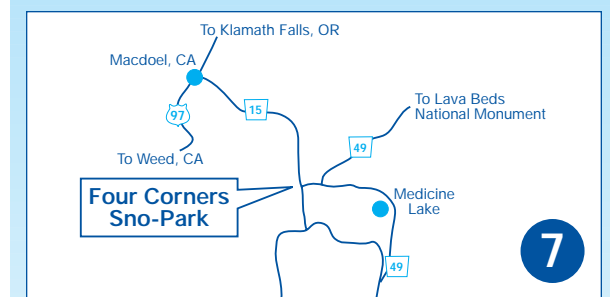 To Klamath Falls, OR
Macdoel, CA
97
15
To Lava Beds
National Monument
49
To Weed, CA
Four Corners
Sno-Park
Medicine
Lake
7
49